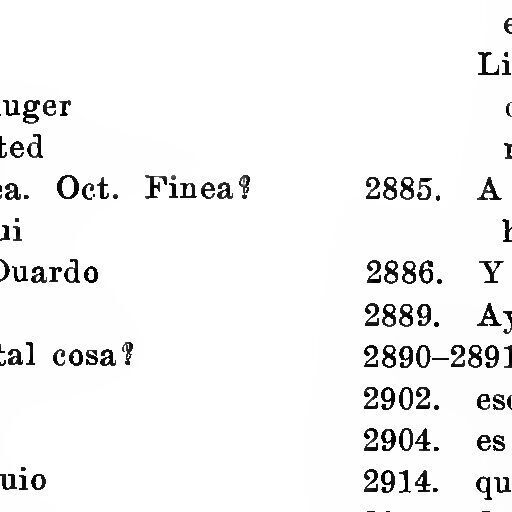 uger
ted
ea. Oct. Finea?
ui
Duardo
tal cosa?
uio
Li
2885. A
2886. Y
2889. Ay
2890–2891
2902. eso
2904. es
2914. qu